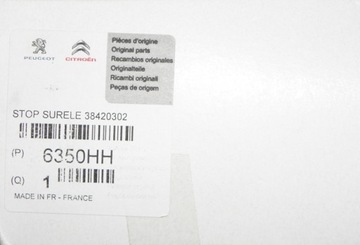 PEUGEOT
CITROËN
Pièces d'origine
Original parts
Recambios originales
Originalteile
Ricambi originali
Peças de origem
STOP SURELE 38420302
(P) 6350HH
(Q) 1
MADE IN FR - FRANCE